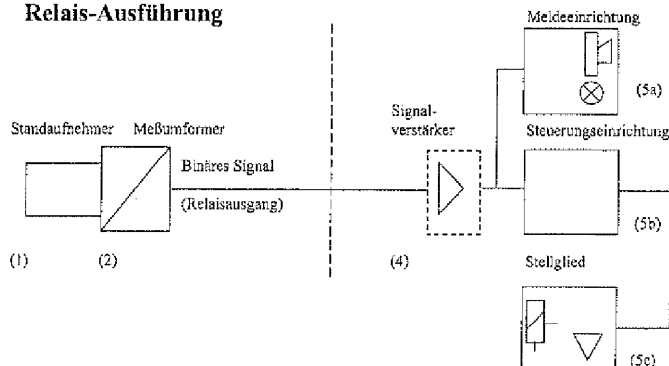 Relais-Ausführung
Meldeeinrichtung
(5a)
Standaufnehmer
Meßumformer
Signal-
verstärker
Steuerungseinrichtung
Binäres Signal
(Relaisausgang)
(5b)
(1)
(2)
(4)
Stellglied
(5c)